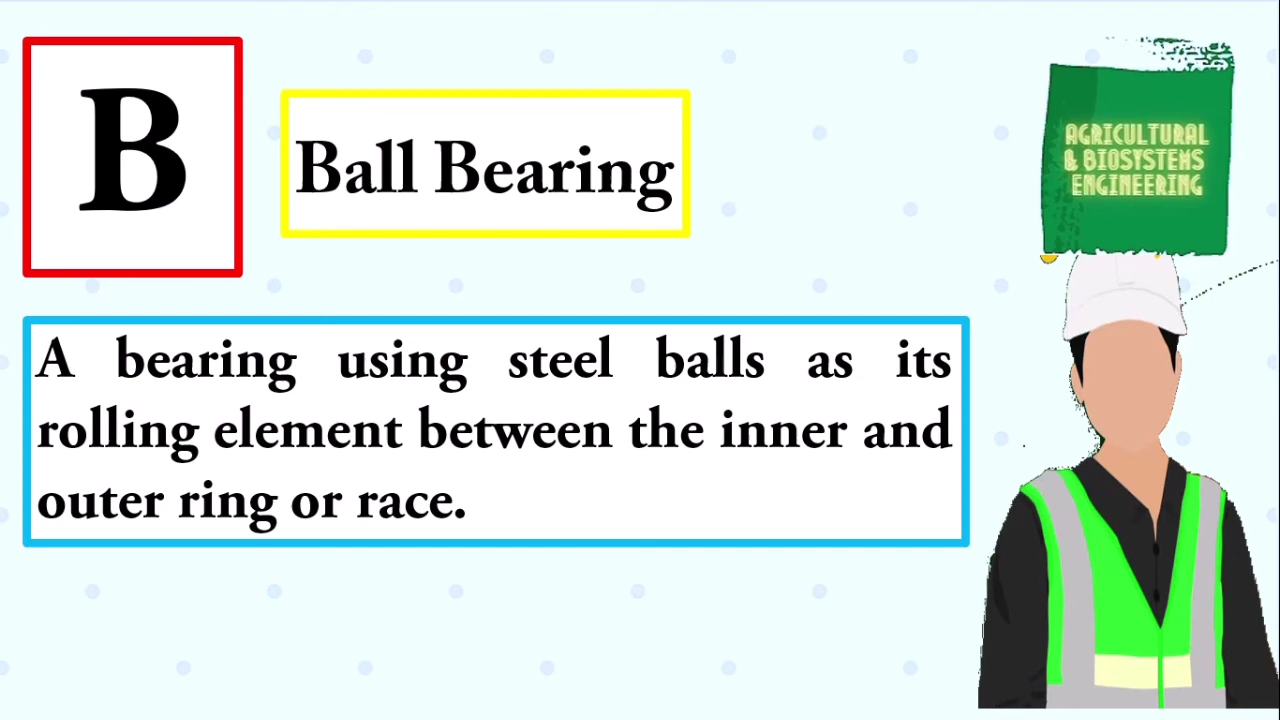 B
Ball Bearing
AGRICULTURAL
& BIOSYSTEMS
ENGINEERING
A bearing using steel balls as its
rolling element between the inner and
outer ring or race.